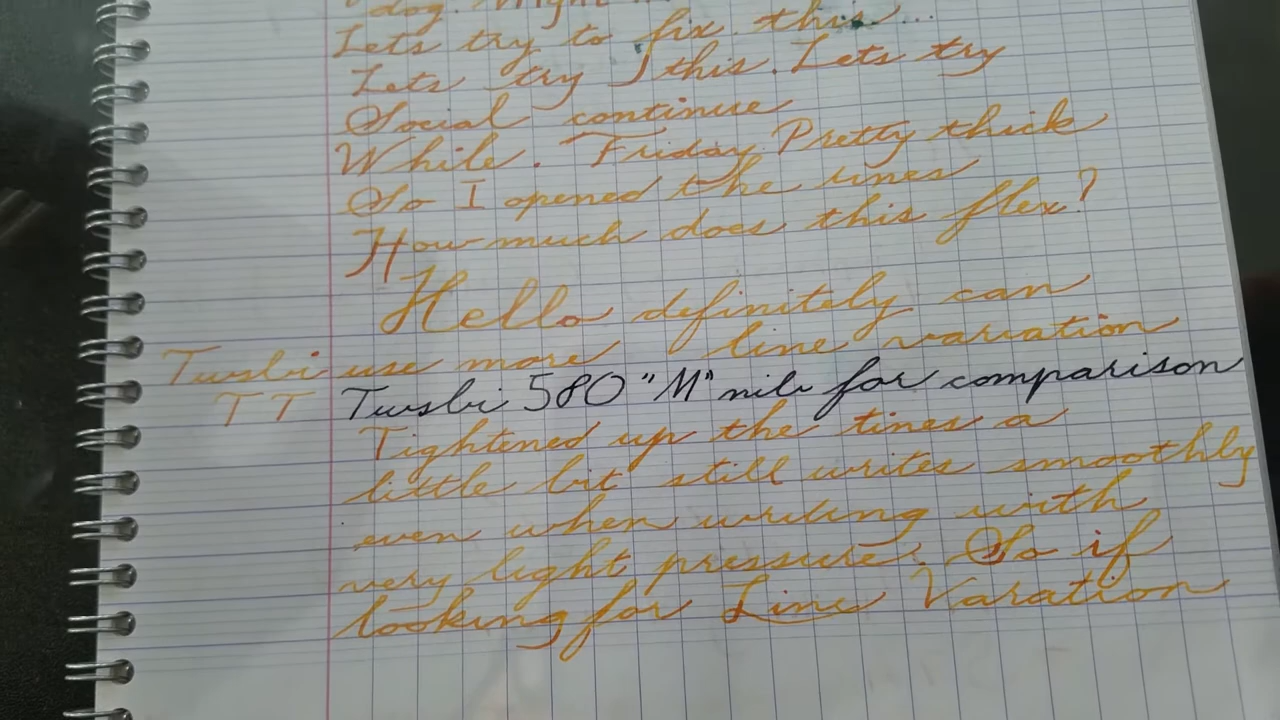 dog.
Lets try to fix this...
Lets try this. Lets try
Social continue
While. Friday Pretty thick
So I opened the tines
How much does this flex?
Hello definitely can
Twsbi use more line variation
TT Twsbi 580 "M" nib for comparison
Tightened up the tines a
little bit still writes smoothly
even when writing with
very light pressure. So if
looking for Line Varation